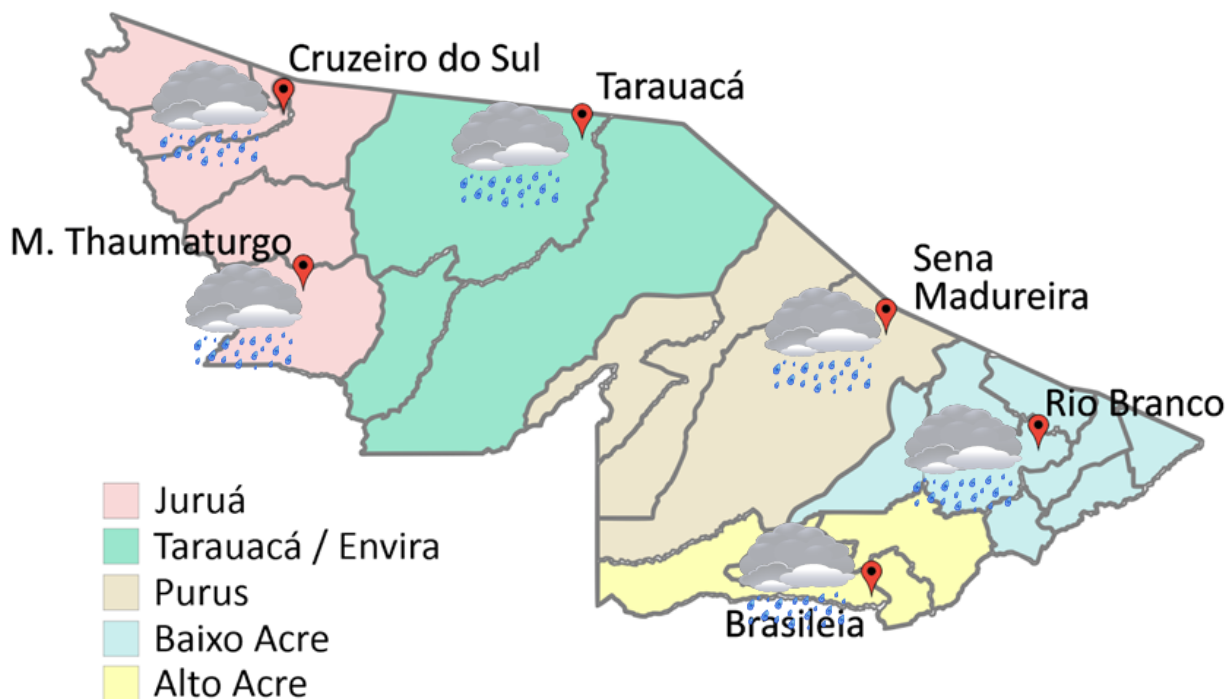 Cruzeiro do Sul
Tarauacá
M. Thaumaturgo
Sena
Madureira
Rio Branco
Brasileia
Juruá
Tarauacá / Envira
Purus
Baixo Acre
Alto Acre